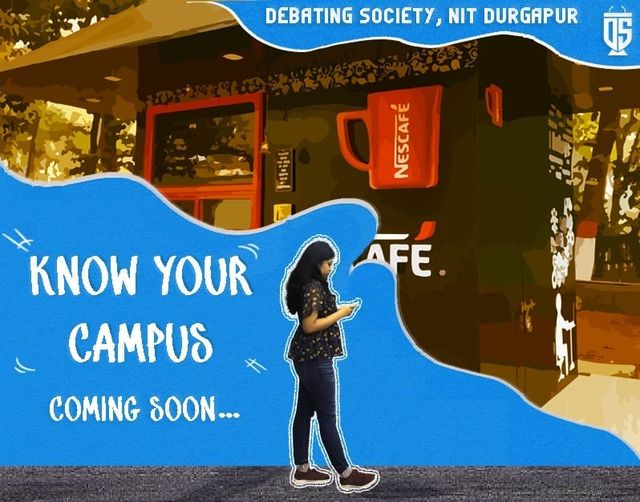 DEBATING SOCIETY, NIT DURGAPUR
DS
NESCAFÉ
AFÉ.
KNOW YOUR
CAMPUS
COMING SOON...